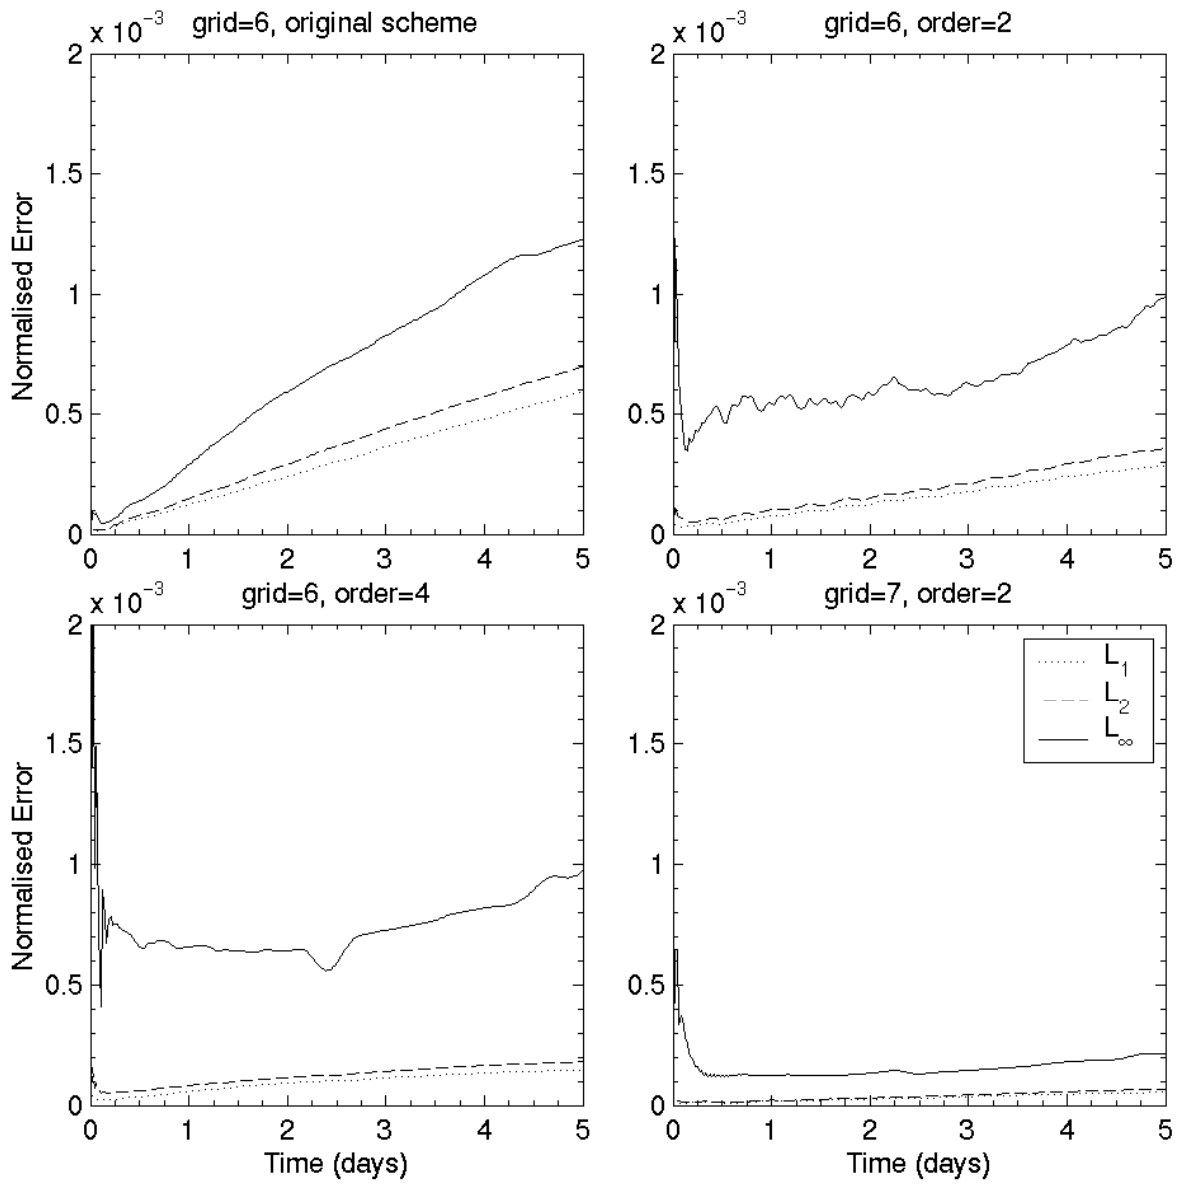 grid=6, original scheme
x 10⁻³
2
1.5
1
0.5
0
Normalised Error
0 1 2 3 4 5
grid=6, order=2
x 10⁻³
2
1.5
1
0.5
0
0 1 2 3 4 5
grid=6, order=4
x 10⁻³
2
1.5
1
0.5
0
Normalised Error
0 1 2 3 4 5
Time (days)
grid=7, order=2
x 10⁻³
2
1.5
1
0.5
0
L₁
L₂
L∞
0 1 2 3 4 5
Time (days)